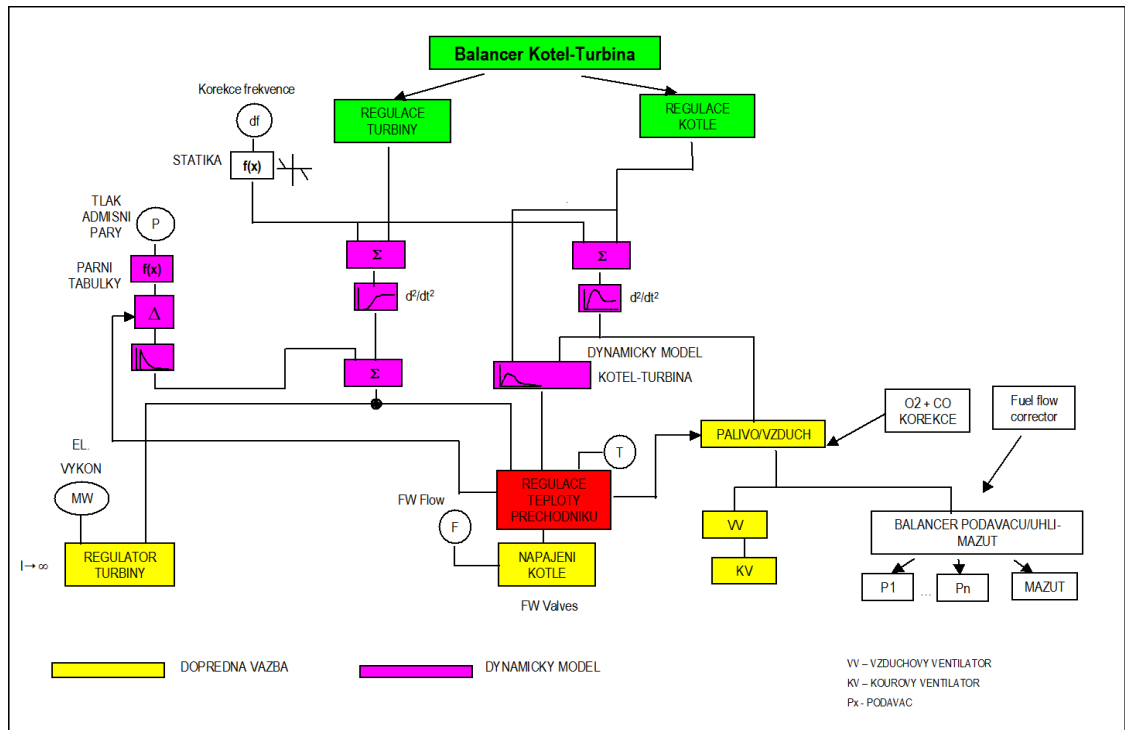 Balancer Kotel-Turbina
Korekce frekvence
df
REGULACE
TURBINY
REGULACE
KOTLE
STATIKA
f(x)
TLAK
ADMISNI
PARY
P
PARNI
TABULKY
f(x)
Δ
Σ
d²/dt²
Σ
d²/dt²
Σ
DYNAMICKY MODEL
KOTEL-TURBINA
O2 + CO
KOREKCE
Fuel flow
corrector
PALIVO/VZDUCH
EL.
VYKON
MW
T
REGULACE
TEPLOTY
PRECHODNIKU
FW Flow
F
REGULATOR
TURBINY
I→ ∞
NAPAJENI
KOTLE
FW Valves
VV
KV
BALANCER PODAVACU/UHLI-
MAZUT
P1
...
Pn
MAZUT
DOPREDNA VAZBA
DYNAMICKY MODEL
VV – VZDUCHOVY VENTILATOR
KV – KOUROVY VENTILATOR
Px - PODAVAC